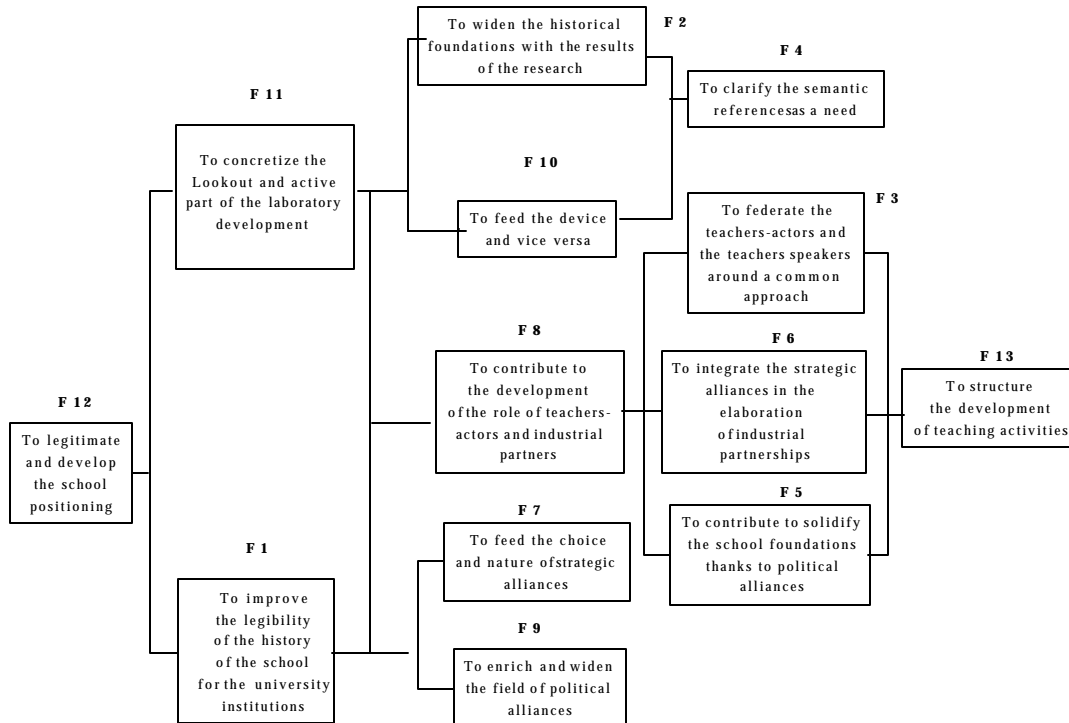 F 12
To legitimate
and develop
the school
positioning
F 11
To concretize the
Lookout and active
part of the laboratory
development
F 1
To improve
the legibility
of the history
of the school
for the university
institutions
F 2
To widen the historical
foundations with the results
of the research
F 10
To feed the device
and vice versa
F 8
To contribute to
the development
of the role of teachers-
actors and industrial
partners
F 7
To feed the choice
and nature ofstrategic
alliances
F 9
To enrich and widen
the field of political
alliances
F 4
To clarify the semantic
referencesas a need
F 3
To federate the
teachers-actors and
the teachers speakers
around a common
approach
F 6
To integrate the strategic
alliances in the
elaboration
of industrial
partnerships
F 5
To contribute to solidify
the school foundations
thanks to political
alliances
F 13
To structure
the development
of teaching activities